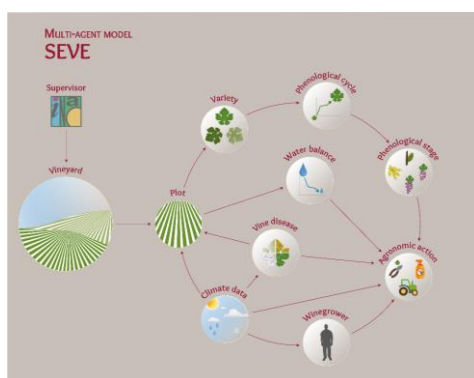 MULTI-AGENT MODEL
SEVE
Supervisor
Vineyard
Plot
Variety
Phenological cycle
Phenological stage
Water balance
Vine disease
Climate data
Winegrower
Agronomic action